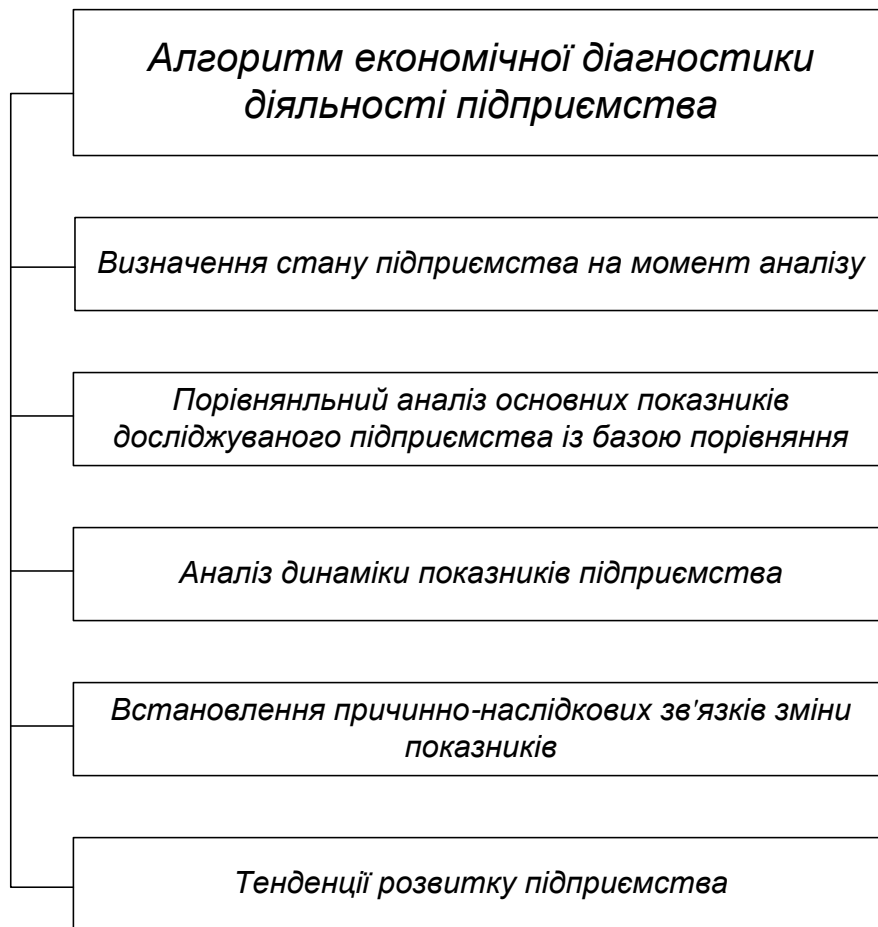 Алгоритм економічної діагностики
діяльності підприємства
Визначення стану підприємства на момент аналізу
Порівнянльний аналіз основних показників
досліджуваного підприємства із базою порівняння
Аналіз динаміки показників підприємства
Встановлення причинно-наслідкових зв'язків зміни
показників
Тенденції розвитку підприємства